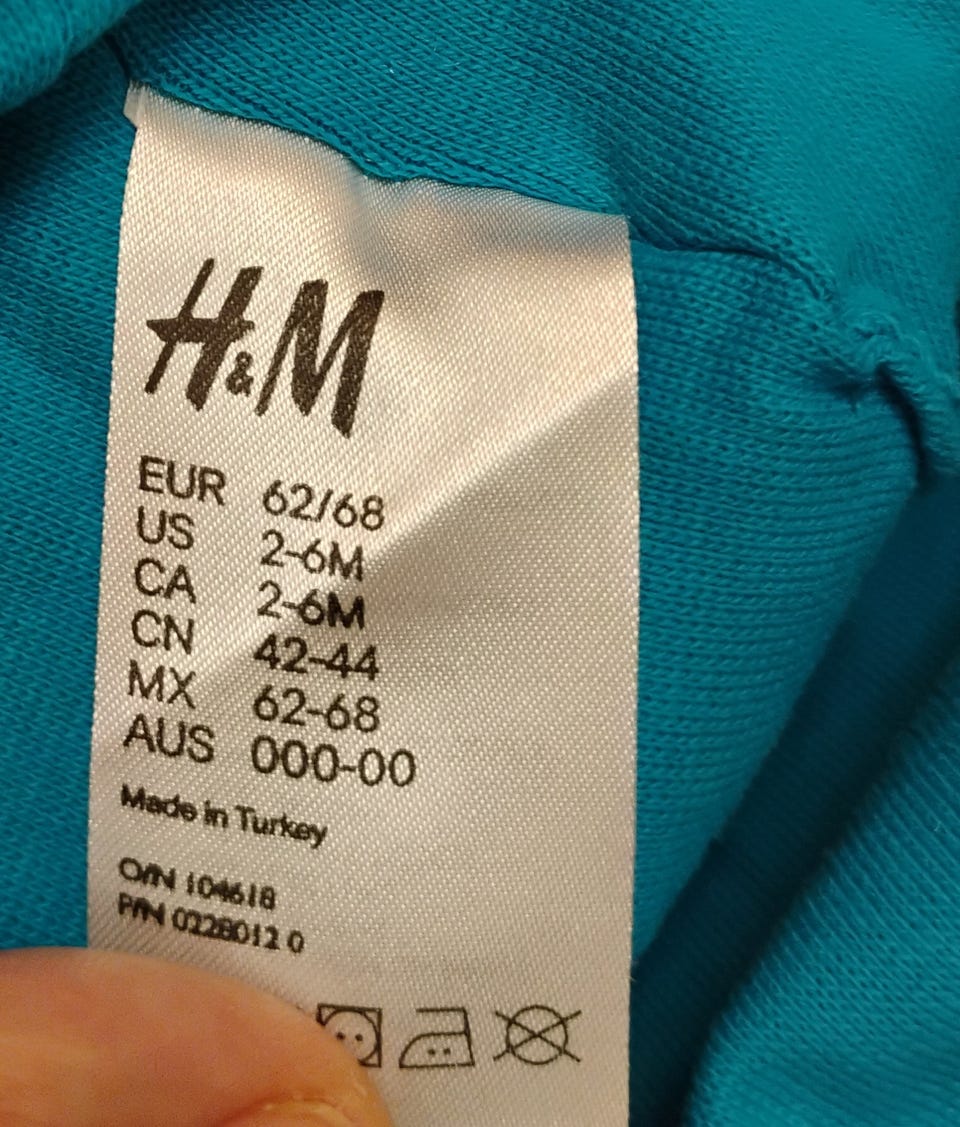 H&M
EUR 62/68
US 2-6M
CA 2-6M
CN 42-44
MX 62-68
AUS 000-00
Made in Turkey
O/N 104618
P/N 0228012 0